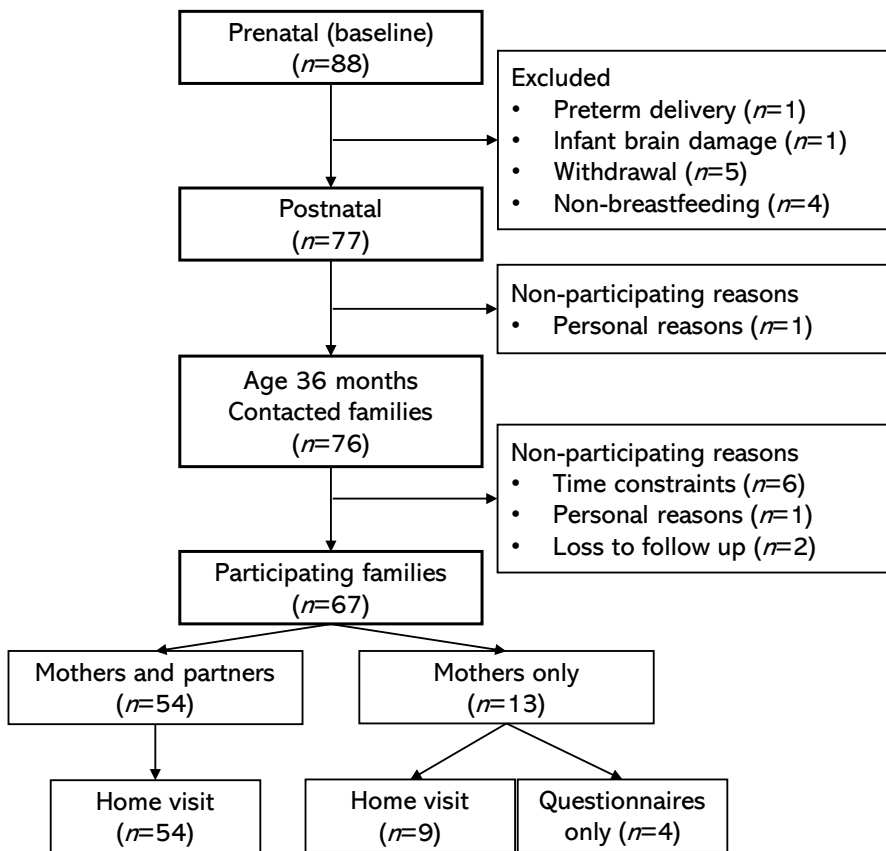 Prenatal (baseline)
(n=88)
Excluded
• Preterm delivery (n=1)
• Infant brain damage (n=1)
• Withdrawal (n=5)
• Non-breastfeeding (n=4)
Postnatal
(n=77)
Non-participating reasons
• Personal reasons (n=1)
Age 36 months
Contacted families
(n=76)
Non-participating reasons
• Time constraints (n=6)
• Personal reasons (n=1)
• Loss to follow up (n=2)
Participating families
(n=67)
Mothers and partners
(n=54)
Mothers only
(n=13)
Home visit
(n=54)
Home visit
(n=9)
Questionnaires
only (n=4)